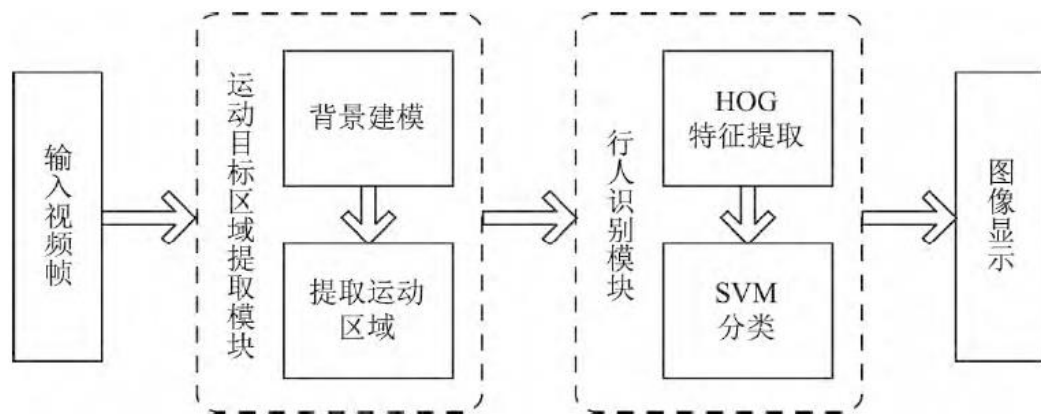 输入视频帧
运动目标区域提取模块
背景建模
提取运动
区域
行人识别模块
HOG
特征提取
SVM
分类
图像显示